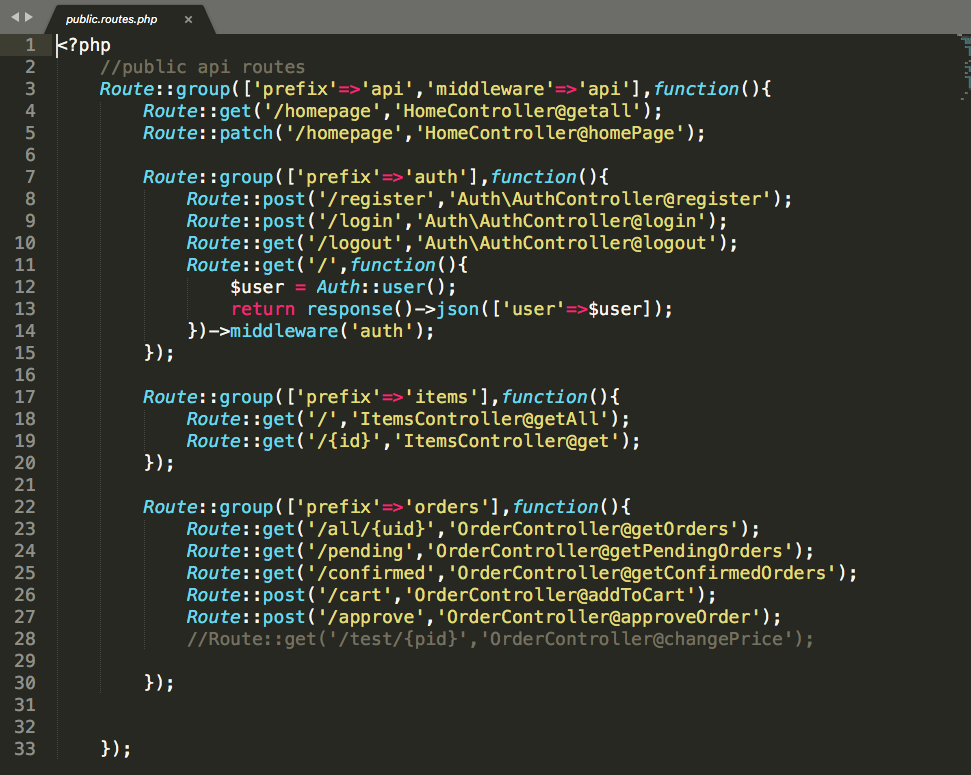 public.routes.php ×
1 <?php
2     //public api routes
3     Route::group(['prefix'=>'api','middleware'=>'api'],function(){
4         Route::get('/homepage','HomeController@getall');
5         Route::patch('/homepage','HomeController@homePage');
6
7         Route::group(['prefix'=>'auth'],function(){
8             Route::post('/register','Auth\AuthController@register');
9             Route::post('/login','Auth\AuthController@login');
10             Route::get('/logout','Auth\AuthController@logout');
11             Route::get('/',function(){
12                 $user = Auth::user();
13                 return response()->json(['user'=>$user]);
14             })->middleware('auth');
15         });
16
17         Route::group(['prefix'=>'items'],function(){
18             Route::get('/','ItemsController@getAll');
19             Route::get('/{id}','ItemsController@get');
20         });
21
22         Route::group(['prefix'=>'orders'],function(){
23             Route::get('/all/{uid}','OrderController@getOrders');
24             Route::get('/pending','OrderController@getPendingOrders');
25             Route::get('/confirmed','OrderController@getConfirmedOrders');
26             Route::post('/cart','OrderController@addToCart');
27             Route::post('/approve','OrderController@approveOrder');
28             //Route::get('/test/{pid}','OrderController@changePrice');
29
30         });
31
32
33     });